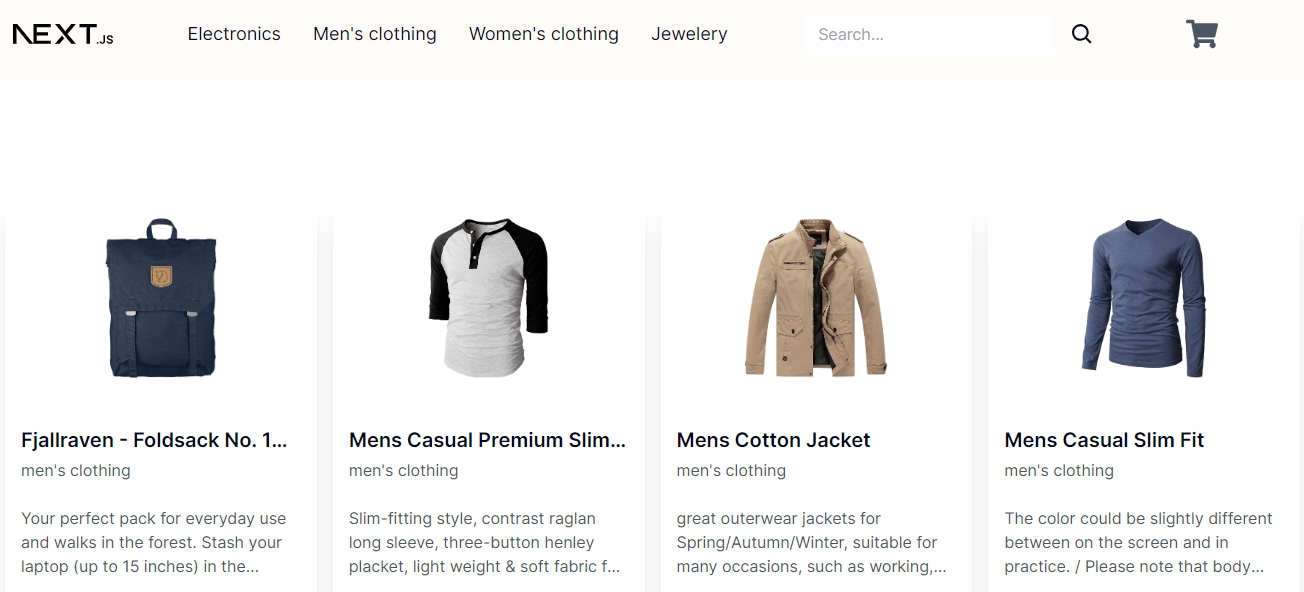 NEXT.JS
Electronics
Men's clothing
Women's clothing
Jewelery
Search...
Fjallraven - Foldsack No. 1...
men's clothing
Your perfect pack for everyday use
and walks in the forest. Stash your
laptop (up to 15 inches) in the...
Mens Casual Premium Slim...
men's clothing
Slim-fitting style, contrast raglan
long sleeve, three-button henley
placket, light weight & soft fabric f...
Mens Cotton Jacket
men's clothing
great outerwear jackets for
Spring/Autumn/Winter, suitable for
many occasions, such as working,...
Mens Casual Slim Fit
men's clothing
The color could be slightly different
between on the screen and in
practice. / Please note that body...